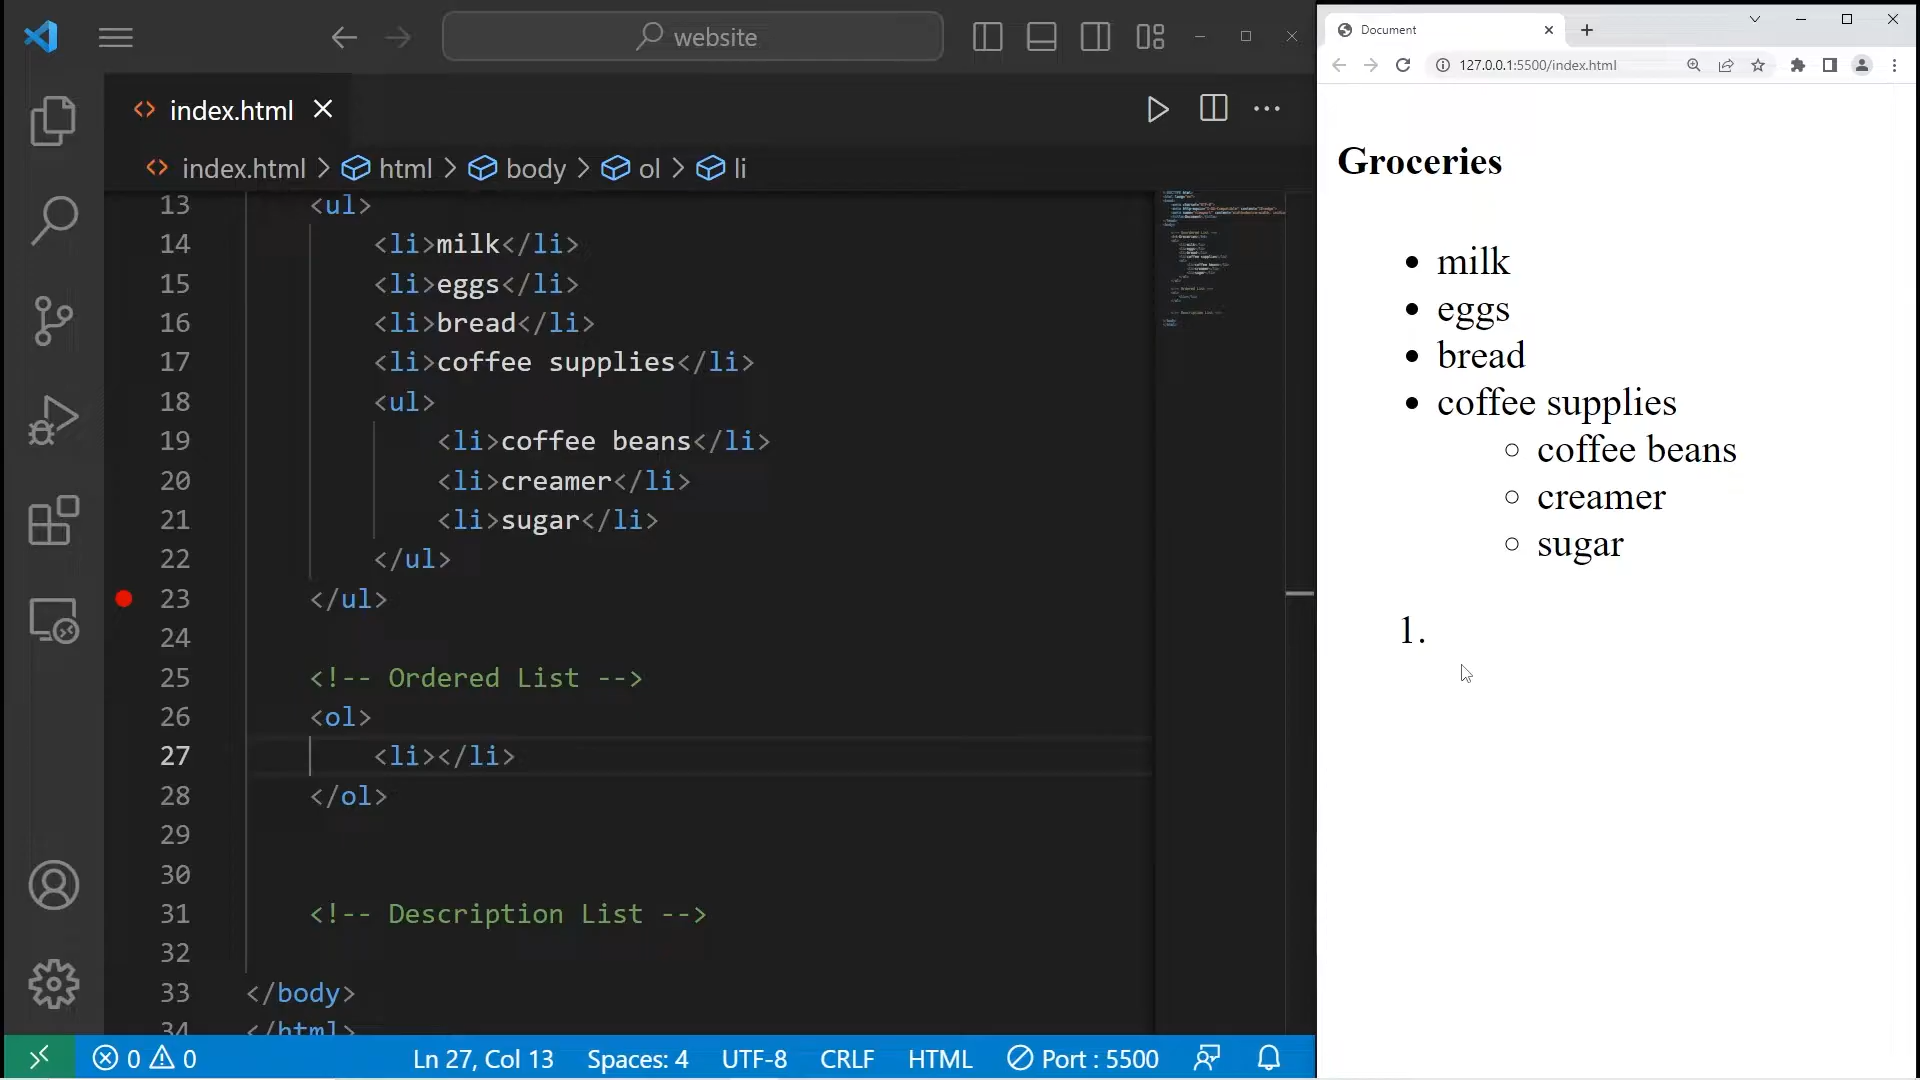 website
index.html
index.html > html > body > ol > li
13 <ul>
14 <li>milk</li>
15 <li>eggs</li>
16 <li>bread</li>
17 <li>coffee supplies</li>
18 <ul>
19 <li>coffee beans</li>
20 <li>creamer</li>
21 <li>sugar</li>
22 </ul>
23 </ul>
24
25 <!-- Ordered List -->
26 <ol>
27 <li></li>
28 </ol>
29
30
31 <!-- Description List -->
32
33 </body>
34 </html>
0 0 Ln 27, Col 13 Spaces: 4 UTF-8 CRLF HTML Port : 5500
Document
127.0.0.1:5500/index.html
Groceries
milk
eggs
bread
coffee supplies
coffee beans
creamer
sugar
1.